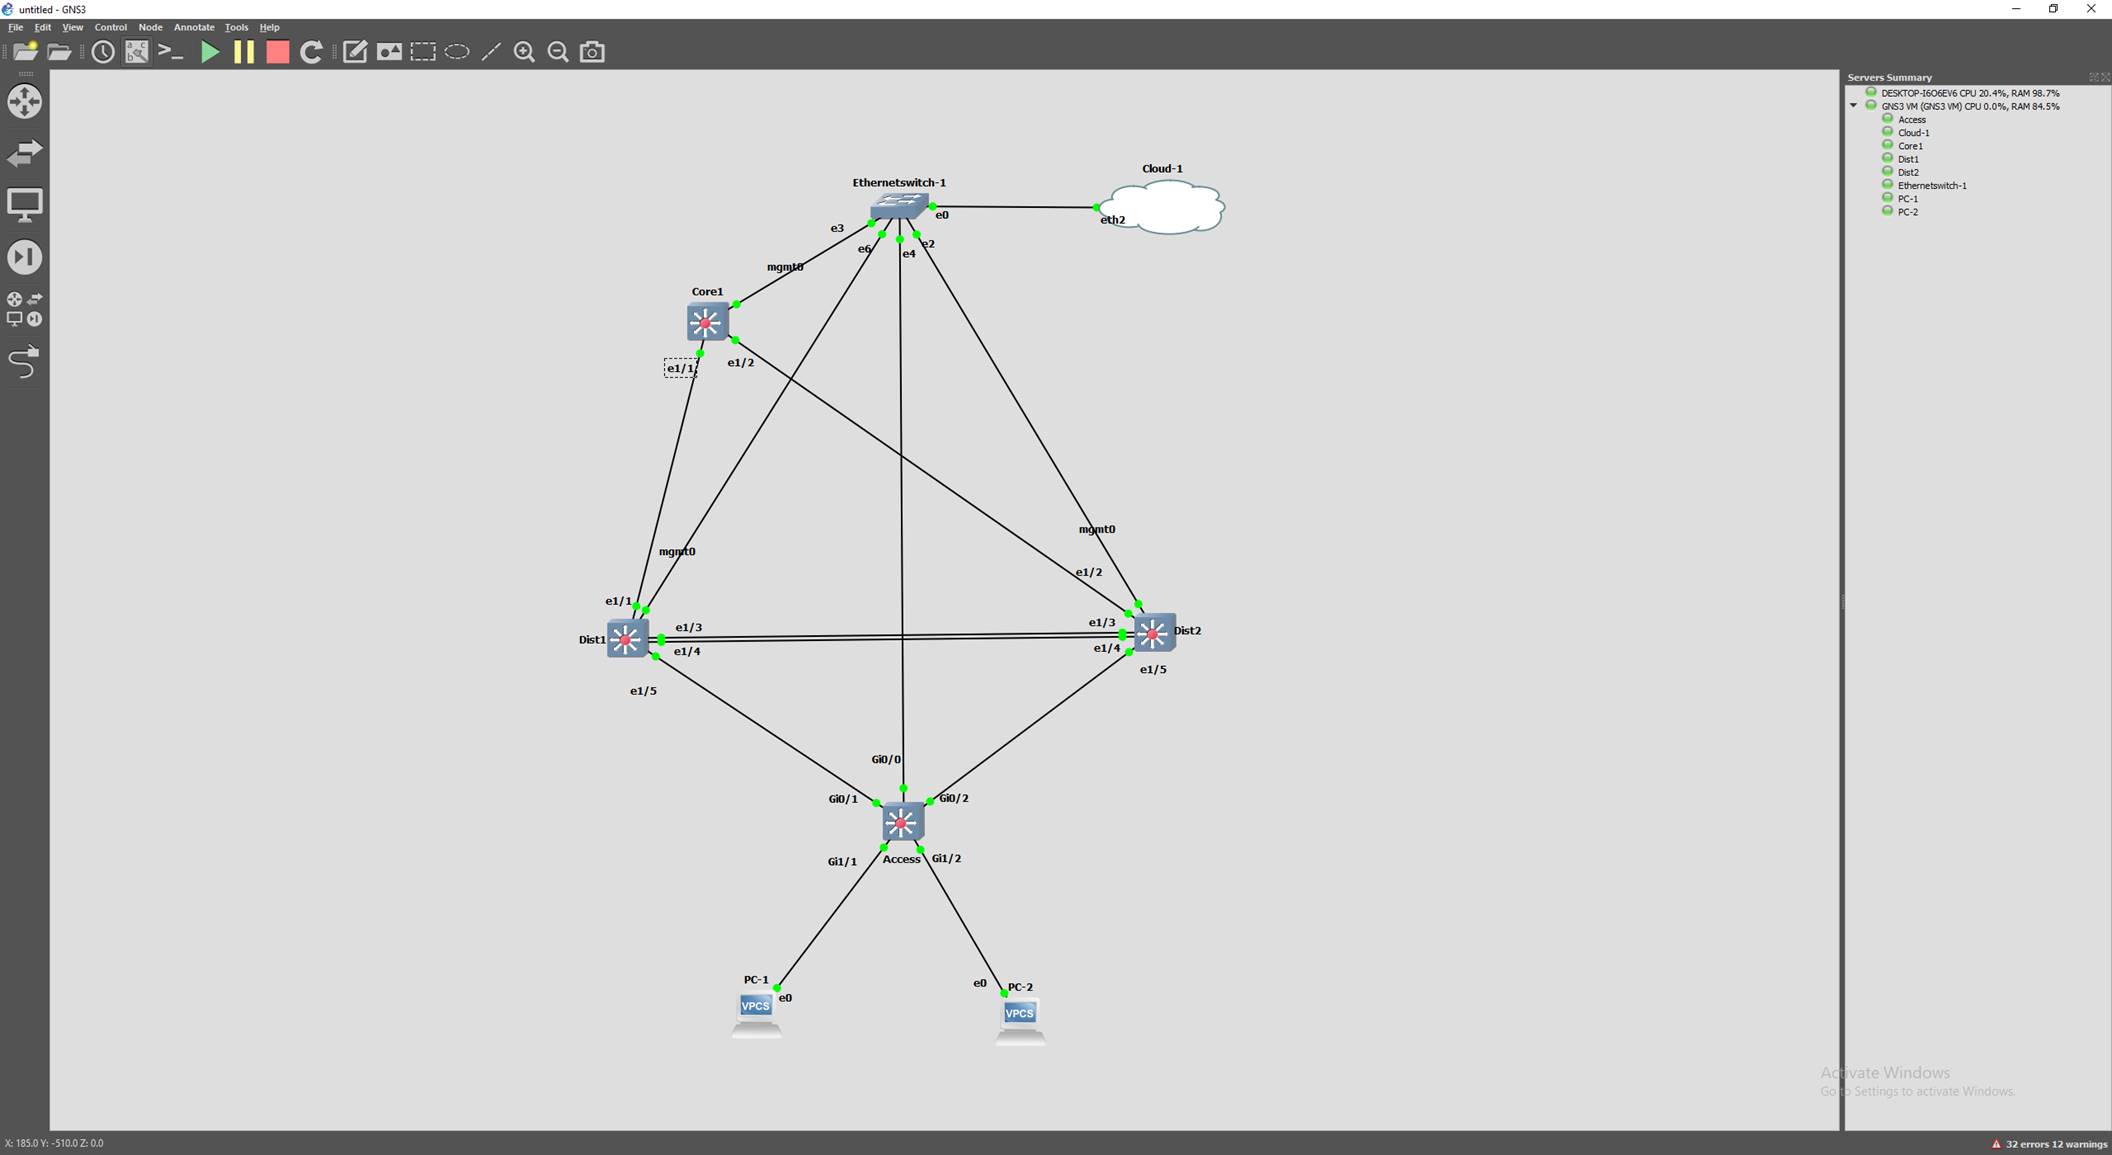 untitled - GNS3
File Edit View Control Node Annotate Tools Help
Servers Summary
DESKTOP-I6O6EV6 CPU 20.4%, RAM 98.7%
GNS3 VM (GNS3 VM) CPU 0.0%, RAM 84.5%
Access
Cloud-1
Core1
Dist1
Dist2
Ethernetswitch-1
PC-1
PC-2
Cloud-1
Ethernetswitch-1
e0
eth2
e3
e6
e4
e2
mgmt0
Core1
e1/1
e1/2
mgmt0
mgmt0
e1/2
e1/1
e1/3
e1/3
Dist1
Dist2
e1/4
e1/4
e1/5
e1/5
Gi0/0
Gi0/1
Gi0/2
Gi1/1
Access
Gi1/2
PC-1
e0
VPCS
e0
PC-2
VPCS
Activate Windows
Go to Settings to activate Windows.
X: 185.0 Y: -510.0 Z: 0.0
32 errors 12 warnings